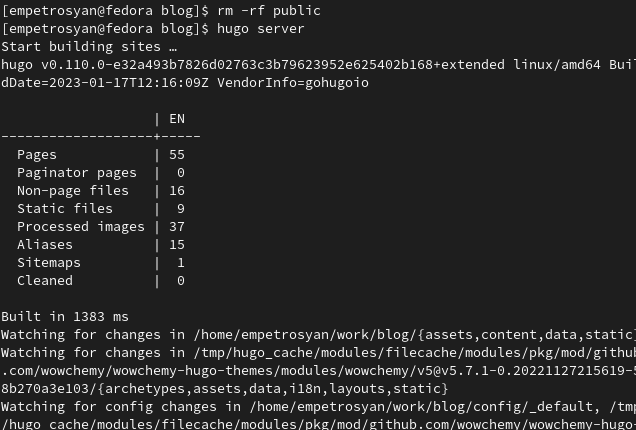 [empetrosyan@fedora blog]$ rm -rf public
[empetrosyan@fedora blog]$ hugo server
Start building sites …
hugo v0.110.0-e32a493b7826d02763c3b79623952e625402b168+extended linux/amd64 Buil
dDate=2023-01-17T12:16:09Z VendorInfo=gohugoio
                   | EN
-------------------+-----
  Pages            | 55
  Paginator pages  |  0
  Non-page files   | 16
  Static files     |  9
  Processed images | 37
  Aliases          | 15
  Sitemaps         |  1
  Cleaned          |  0
Built in 1383 ms
Watching for changes in /home/empetrosyan/work/blog/{assets,content,data,static}
Watching for changes in /tmp/hugo_cache/modules/filecache/modules/pkg/mod/github
.com/wowchemy/wowchemy-hugo-themes/modules/wowchemy/v5@v5.7.1-0.20221127215619-5
8b270a3e103/{archetypes,assets,data,i18n,layouts,static}
Watching for config changes in /home/empetrosyan/work/blog/config/_default, /tmp
/hugo_cache/modules/filecache/modules/pkg/mod/github.com/wowchemy/wowchemy-hugo-